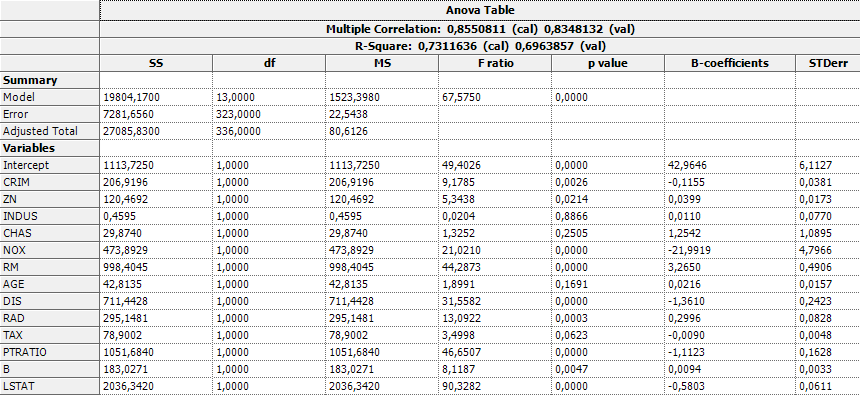 Anova Table
Multiple Correlation: 0,8550811 (cal) 0,8348132 (val)
R-Square: 0,7311636 (cal) 0,6963857 (val)
SS df MS F ratio p value B-coefficients STDerr
Summary
Model 19804,1700 13,0000 1523,3980 67,5750 0,0000
Error 7281,6560 323,0000 22,5438
Adjusted Total 27085,8300 336,0000 80,6126
Variables
Intercept 1113,7250 1,0000 1113,7250 49,4026 0,0000 42,9646 6,1127
CRIM 206,9196 1,0000 206,9196 9,1785 0,0026 -0,1155 0,0381
ZN 120,4692 1,0000 120,4692 5,3438 0,0214 0,0399 0,0173
INDUS 0,4595 1,0000 0,4595 0,0204 0,8866 0,0110 0,0770
CHAS 29,8740 1,0000 29,8740 1,3252 0,2505 1,2542 1,0895
NOX 473,8929 1,0000 473,8929 21,0210 0,0000 -21,9919 4,7966
RM 998,4045 1,0000 998,4045 44,2873 0,0000 3,2650 0,4906
AGE 42,8135 1,0000 42,8135 1,8991 0,1691 0,0216 0,0157
DIS 711,4428 1,0000 711,4428 31,5582 0,0000 -1,3610 0,2423
RAD 295,1481 1,0000 295,1481 13,0922 0,0003 0,2996 0,0828
TAX 78,9002 1,0000 78,9002 3,4998 0,0623 -0,0090 0,0048
PTRATIO 1051,6840 1,0000 1051,6840 46,6507 0,0000 -1,1123 0,1628
B 183,0271 1,0000 183,0271 8,1187 0,0047 0,0094 0,0033
LSTAT 2036,3420 1,0000 2036,3420 90,3282 0,0000 -0,5803 0,0611